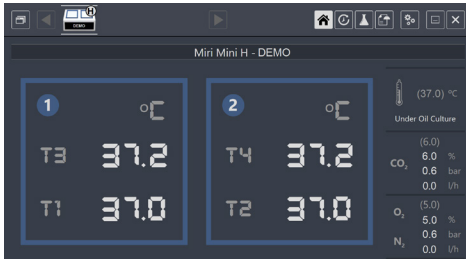 H
DEMO
Miri Mini H - DEMO
1
°C
T3 37.2
T1 37.0
2
°C
T4 37.2
T2 37.0
(37.0) °C
Under Oil Culture
(6.0)
CO₂ 6.0 %
0.6 bar
0.0 l/h
(5.0)
O₂ 5.0 %
0.6 bar
N₂ 0.0 l/h